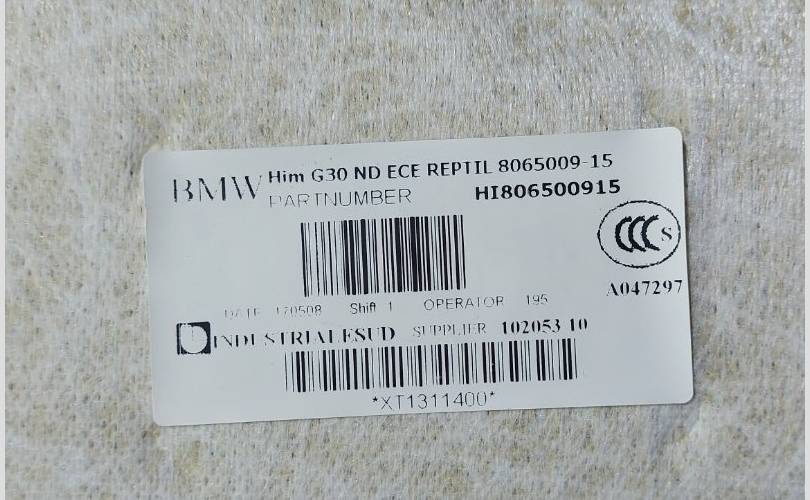 BMW Him G30 ND ECE REPTIL 8065009-15
PARTNUMBER HI806500915
CCC S
A047297
DATE 170508 Shift 1 OPERATOR 195
INDUSTRIALESUD SUPPLIER 102053 10
*XT1311400*